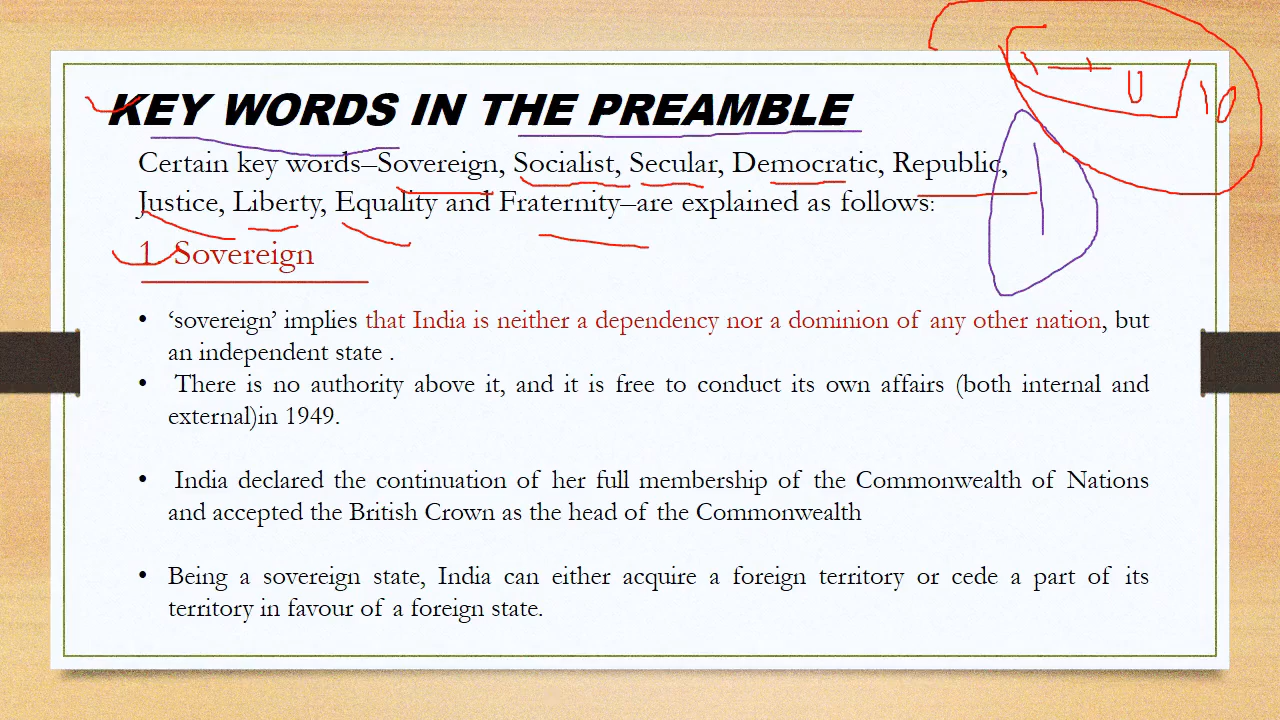 KEY WORDS IN THE PREAMBLE
Certain key words–Sovereign, Socialist, Secular, Democratic, Republic,
Justice, Liberty, Equality and Fraternity–are explained as follows:
1. Sovereign
• ‘sovereign’ implies that India is neither a dependency nor a dominion of any other nation, but
an independent state .
• There is no authority above it, and it is free to conduct its own affairs (both internal and
external)in 1949.
• India declared the continuation of her full membership of the Commonwealth of Nations
and accepted the British Crown as the head of the Commonwealth
• Being a sovereign state, India can either acquire a foreign territory or cede a part of its
territory in favour of a foreign state.